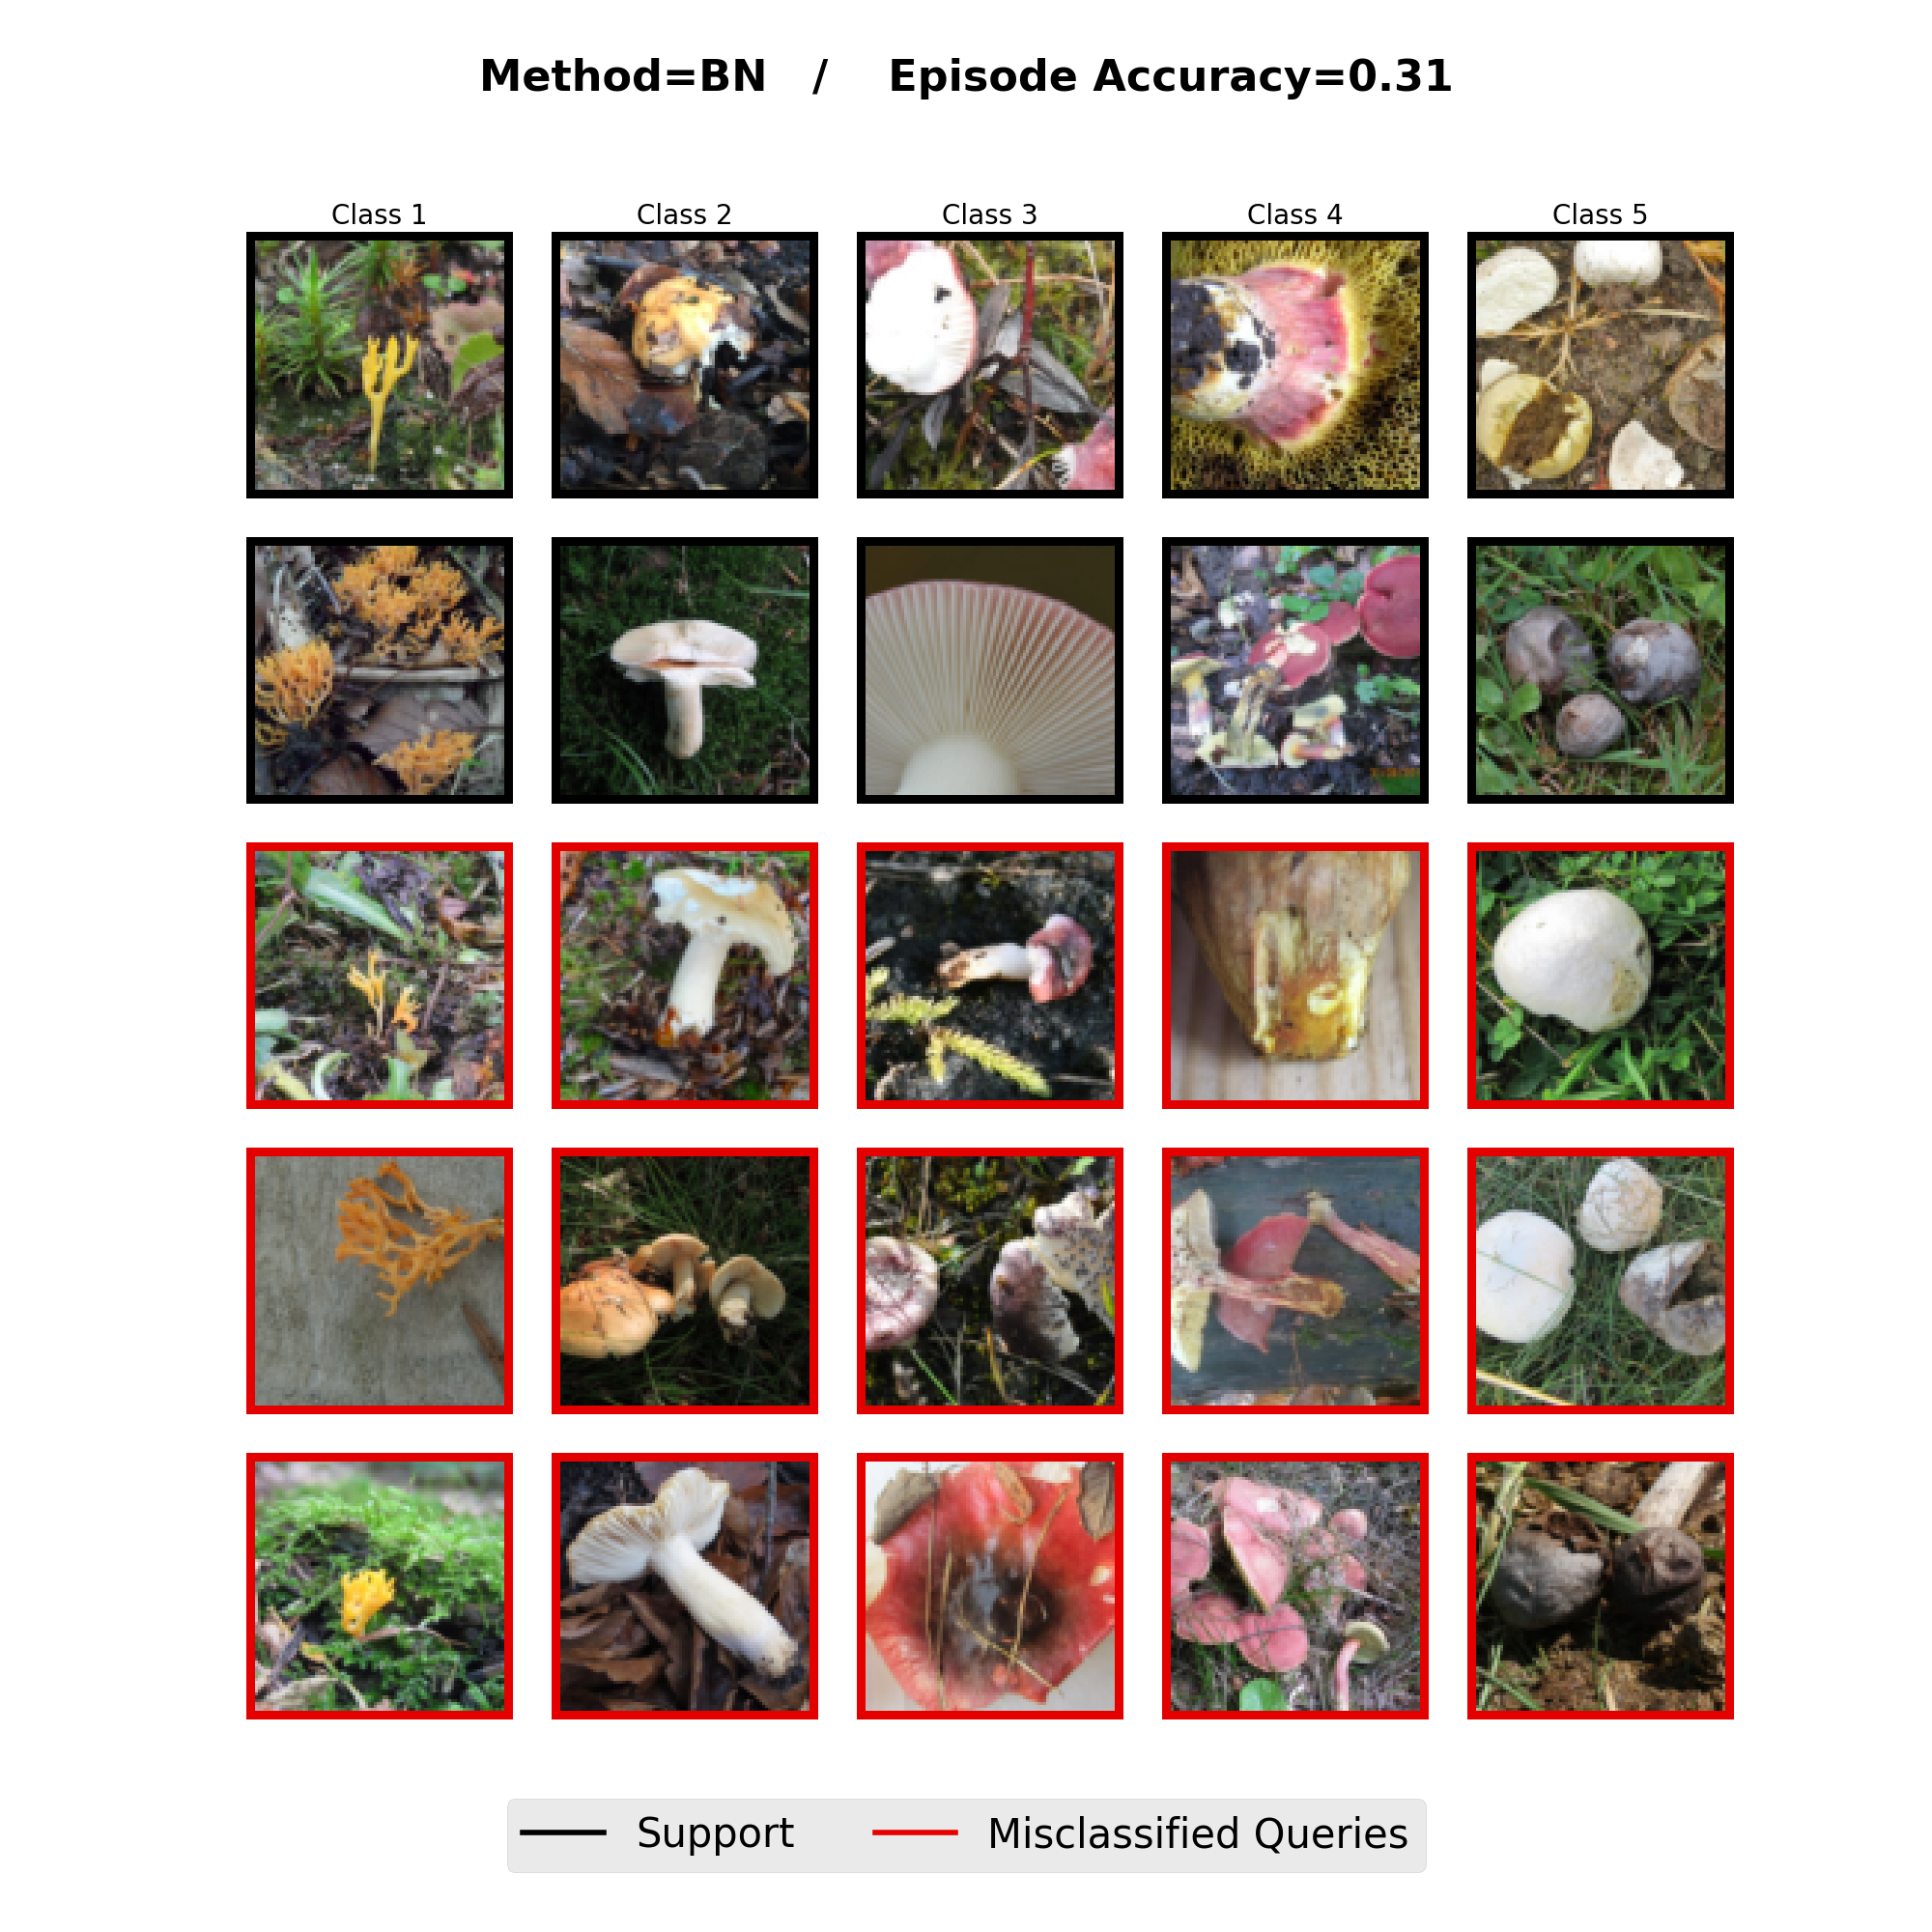 Method=BN / Episode Accuracy=0.31
Class 1 Class 2 Class 3 Class 4 Class 5
Support Misclassified Queries